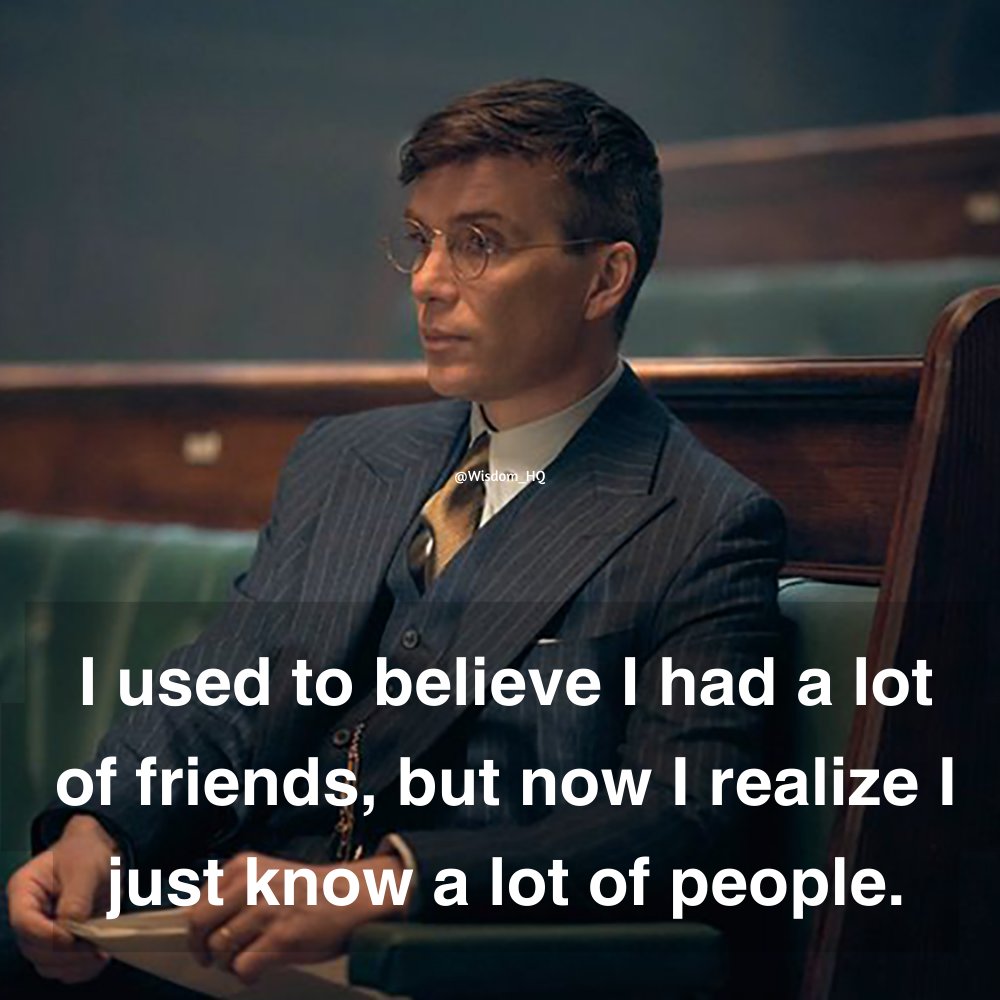 @Wisdom_HQ
I used to believe I had a lot
of friends, but now I realize I
just know a lot of people.